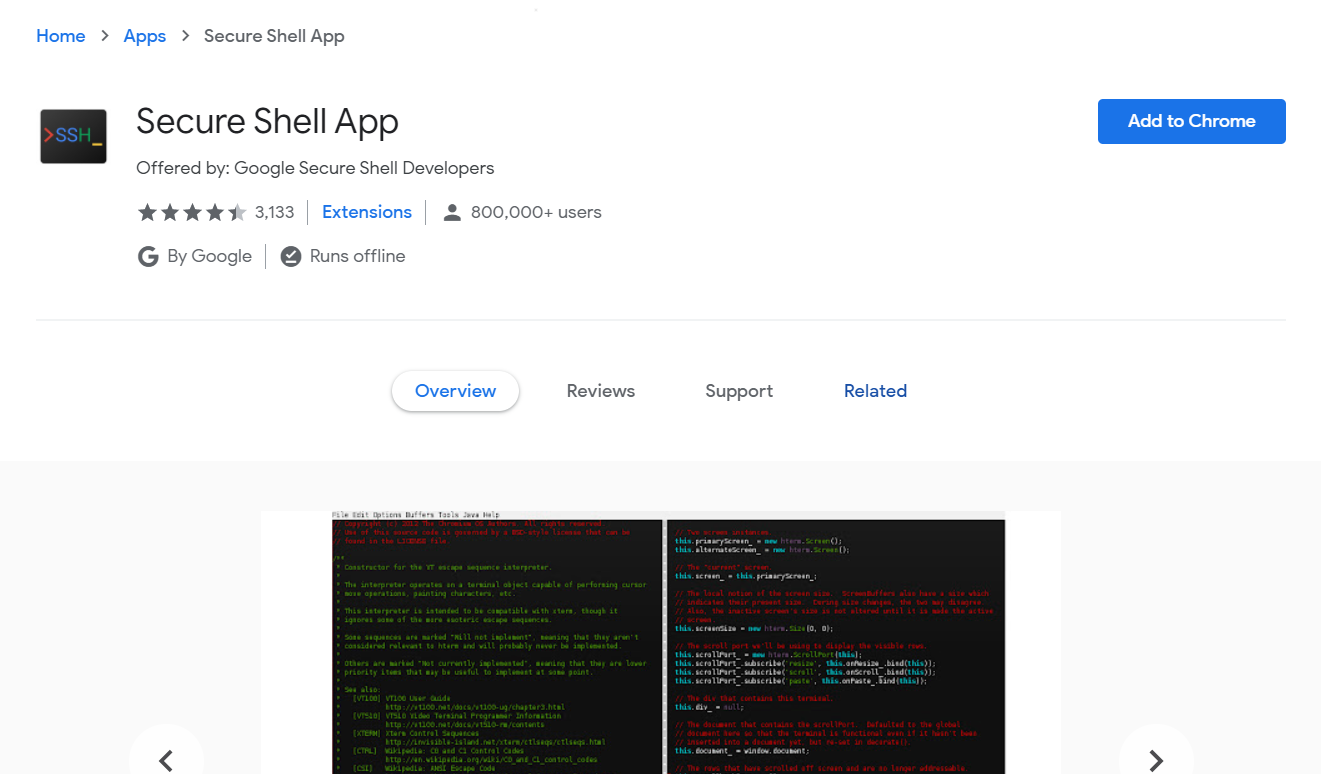 Home > Apps > Secure Shell App
>SSH_
Secure Shell App
Add to Chrome
Offered by: Google Secure Shell Developers
3,133 Extensions 800,000+ users
G By Google Runs offline
Overview Reviews Support Related
File Edit Options Buffers Tools Java Help
// Copyright (c) 2012 The Chromium OS Authors. All rights reserved.
// Use of this source code is governed by a BSD-style license that can be
// found in the LICENSE file.
/**
* Constructor for the VT escape sequence interpreter.
*
* The interpreter operates on a terminal object capable of performing cursor
* move operations, painting characters, etc.
*
* This interpreter is intended to be compatible with xterm, though it
* ignores some of the more esoteric escape sequences.
*
* Some sequences are marked "Will not implement", meaning that they aren't
* considered relevant to hterm and will probably never be implemented.
*
* Others are marked "Not currently implemented", meaning that they are lower
* priority items that may be useful to implement at some point.
*
* See also:
* [VT100] VT100 User Guide
* http://vt100.net/docs/vt100-ug/chapter3.html
* [VT510] VT510 Video Terminal Programmer Information
* http://vt100.net/docs/vt510-rm/contents
* [XTERM] Xterm Control Sequences
* http://invisible-island.net/xterm/ctlseqs/ctlseqs.html
* [CTRL] Wikipedia: C0 and C1 Control Codes
* http://en.wikipedia.org/wiki/C0_and_C1_control_codes
* [CSI] Wikipedia: ANSI Escape Code
// Two screen instances.
this.primaryScreen_ = new hterm.Screen();
this.alternateScreen_ = new hterm.Screen();
// The "current" screen.
this.screen_ = this.primaryScreen_;
// The local notion of the screen size. ScreenBuffers also have a size which
// indicates their present size. During size changes, the two may disagree.
// Also, the inactive screen's size is not altered until it is made the active
// screen.
this.screenSize = new hterm.Size(0, 0);
// The scroll port we'll be using to display the visible rows.
this.scrollPort_ = new hterm.ScrollPort(this);
this.scrollPort_.subscribe('resize', this.onResize_.bind(this));
this.scrollPort_.subscribe('scroll', this.onScroll_.bind(this));
this.scrollPort_.subscribe('paste', this.onPaste_.bind(this));
// The div that contains this terminal.
this.div_ = null;
// The document that contains the scrollPort. Defaulted to the global
// document here so that the terminal is functional even if it hasn't been
// inserted into a document yet, but re-set in decorate().
this.document_ = window.document;
// The rows that have scrolled off screen and are no longer addressable.